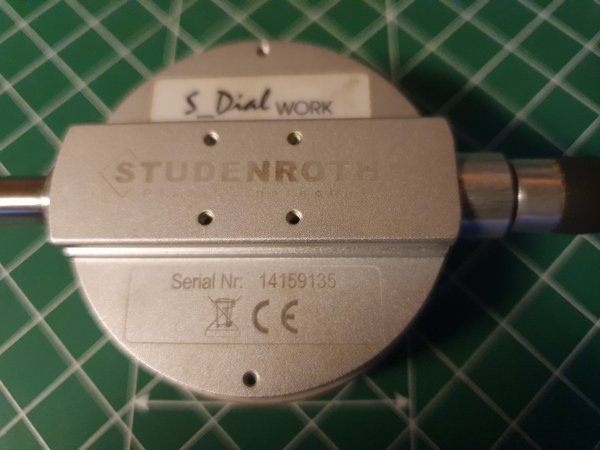 S_Dial WORK
STUDENROTH
Serial Nr: 14159135
CE